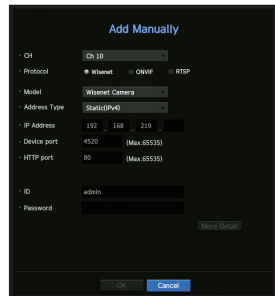 Add Manually
CH Ch 10
Protocol Wisenet ONVIF RTSP
Model Wisenet Camera
Address Type Static(IPv4)
IP Address 192 . 168 . 219 .
Device port 4520 (Max.65535)
HTTP port 80 (Max.65535)
ID admin
Password
More Detail
OK Cancel